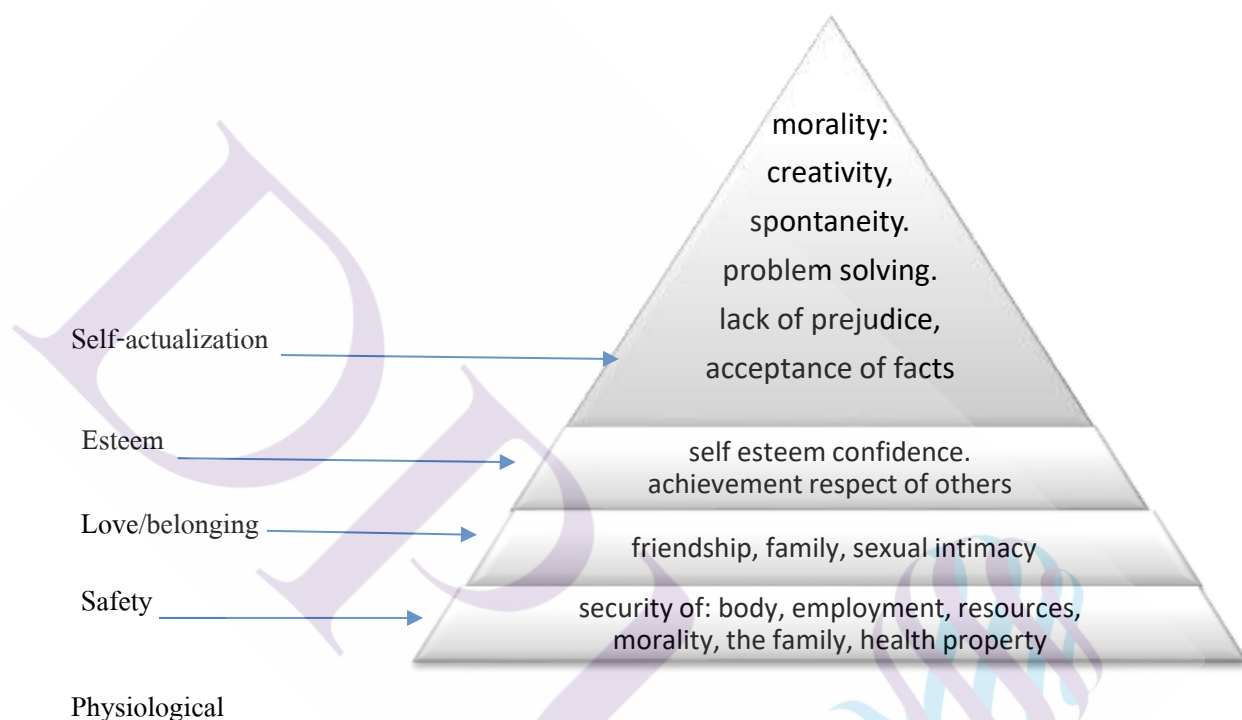 morality:
creativity,
spontaneity.
problem solving.
lack of prejudice,
acceptance of facts
Self-actualization
Esteem
self esteem confidence.
achievement respect of others
Love/belonging
friendship, family, sexual intimacy
Safety
security of: body, employment, resources,
morality, the family, health property
Physiological